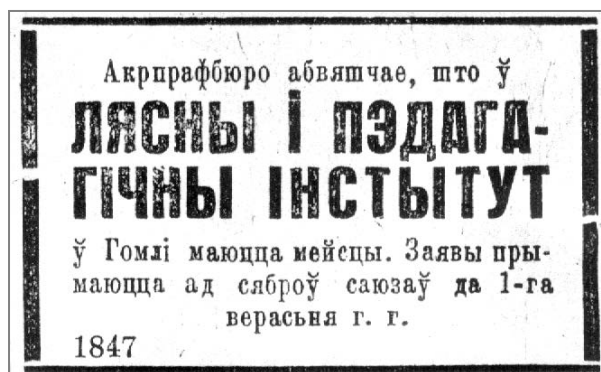 Акрпрафбюро абвяшчае, што ў
ЛЯСНЫ І ПЭДАГА-
ГІЧНЫ ІНСТЫТУТ
ў Гомлі маюцца мейсцы. Заявы пры-
маюцца ад сяброў саюзаў да 1-га
верасьня г. г.
1847